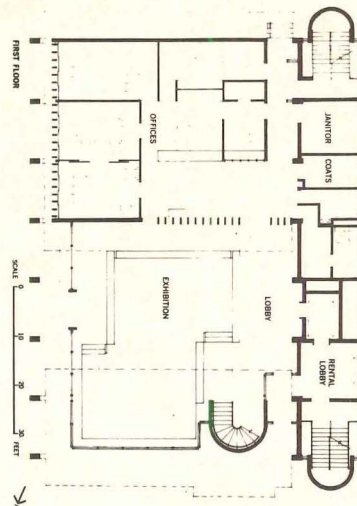 FIRST FLOOR
OFFICES
JANITOR
COATS
LOBBY
EXHIBITION
RENTAL
LOBBY
SCALE 0 10 20 30 FEET